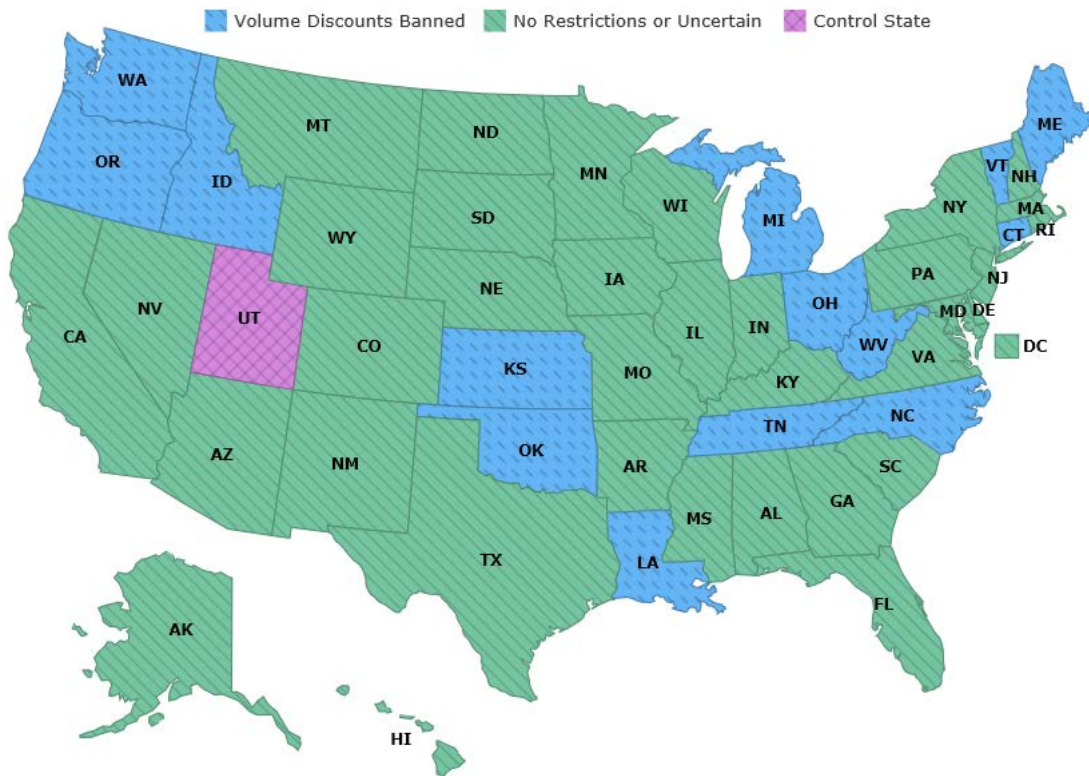 Volume Discounts Banned No Restrictions or Uncertain Control State
WA
MT
ND
ME
OR
ID
MN
VT
NH
WI
NY
MA
SD
MI
CT
RI
WY
IA
PA
NJ
NE
NV
OH
MD
DE
UT
IL
IN
WV
CA
CO
DC
VA
KS
MO
KY
NC
TN
AZ
OK
NM
AR
SC
GA
MS
AL
TX
LA
FL
AK
HI